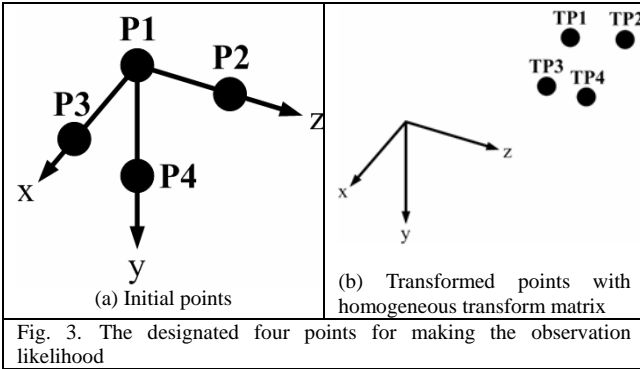 P1
P2
P3
P4
z
x
y
(a) Initial points
TP1
TP2
TP3
TP4
z
x
y
(b) Transformed points with
homogeneous transform matrix
Fig. 3. The designated four points for making the observation
likelihood